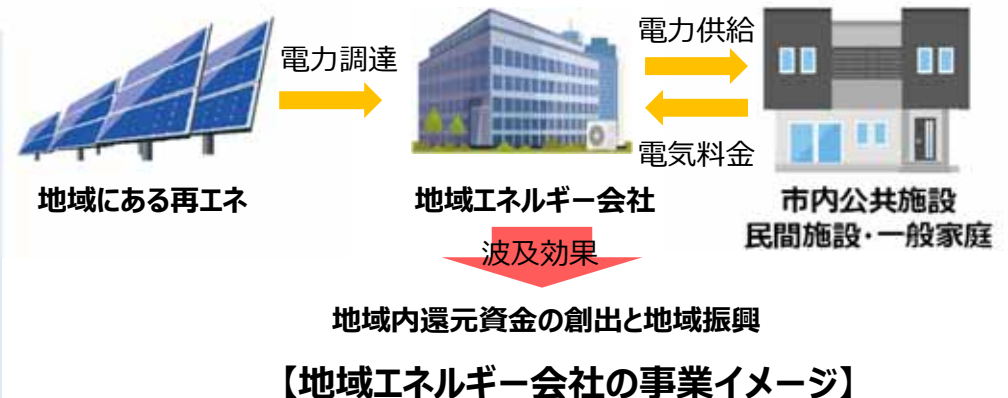 電力調達
電力供給
電気料金
地域にある再エネ
地域エネルギー会社
市内公共施設
民間施設・一般家庭
波及効果
地域内還元資金の創出と地域振興
【地域エネルギー会社の事業イメージ】